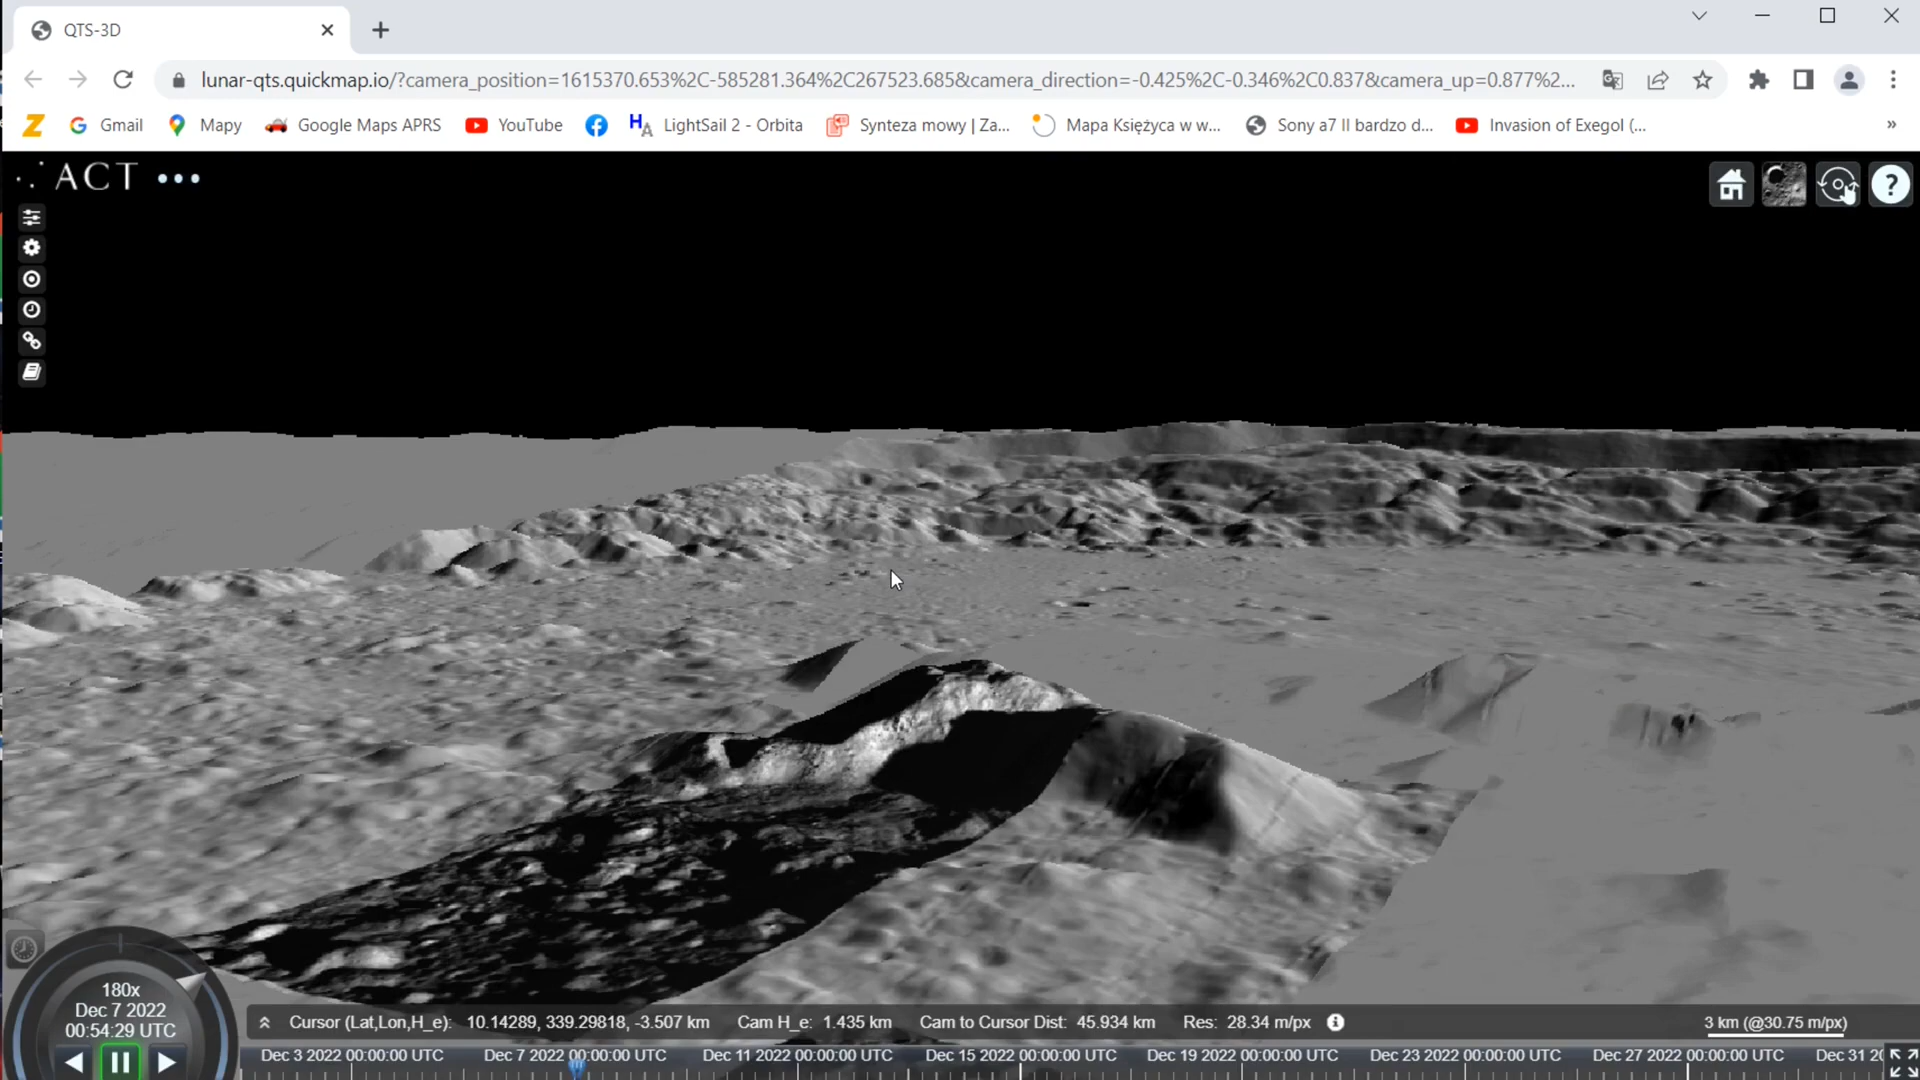 QTS-3D
lunar-qts.quickmap.io/?camera_position=1615370.653%2C-585281.364%2C267523.685&camera_direction=-0.425%2C-0.346%2C0.837&camera_up=0.877%2...
Gmail Mapy Google Maps APRS YouTube HA LightSail 2 - Orbita Synteza mowy | Za... Mapa Księżyca w w... Sony a7 II bardzo d... Invasion of Exegol (... »
ACT
?
180x
Dec 7 2022
00:54:29 UTC
Cursor (Lat,Lon,H_e): 10.14289, 339.29818, -3.507 km Cam H_e: 1.435 km Cam to Cursor Dist: 45.934 km Res: 28.34 m/px 3 km (@30.75 m/px)
Dec 3 2022 00:00:00 UTC Dec 7 2022 00:00:00 UTC Dec 11 2022 00:00:00 UTC Dec 15 2022 00:00:00 UTC Dec 19 2022 00:00:00 UTC Dec 23 2022 00:00:00 UTC Dec 27 2022 00:00:00 UTC Dec 31 20